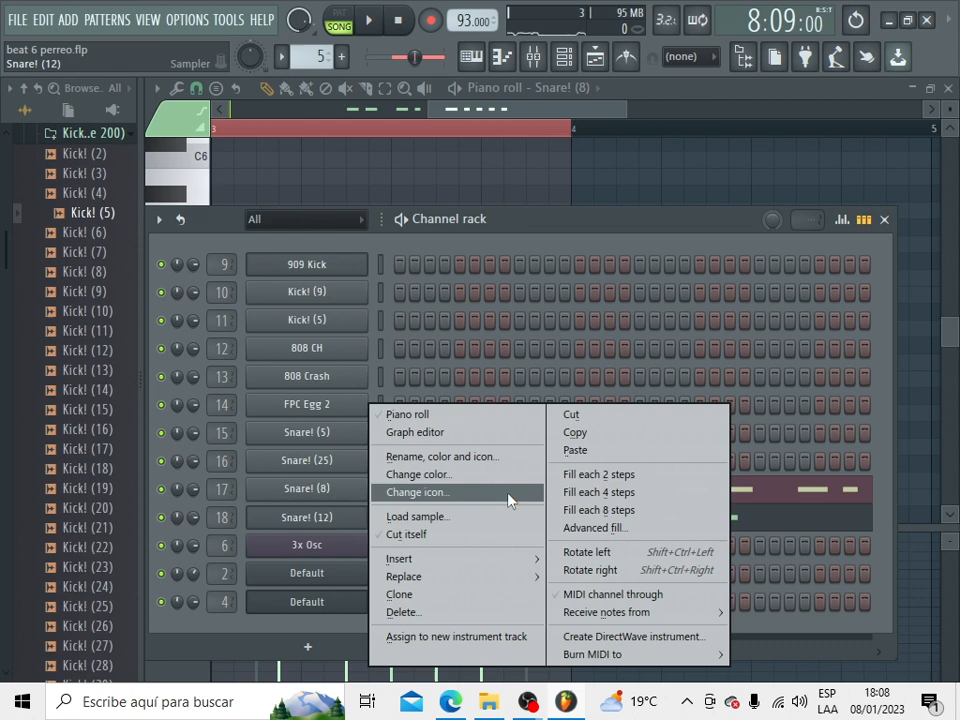 FILE EDIT ADD PATTERNS VIEW OPTIONS TOOLS HELP
PAT
SONG
93.000
3
95 MB
0
3.2.1
8:09:00
B:S:T
beat 6 perreo.flp
Snare! (12)
Sampler
5
+
(none)
Browse.. All
Piano roll - Snare! (8)
Kick..e 200)
Kick! (2)
Kick! (3)
Kick! (4)
Kick! (5)
Kick! (6)
Kick! (7)
Kick! (8)
Kick! (9)
Kick! (10)
Kick! (11)
Kick! (12)
Kick! (13)
Kick! (14)
Kick! (15)
Kick! (16)
Kick! (17)
Kick! (18)
Kick! (19)
Kick! (20)
Kick! (21)
Kick! (22)
Kick! (23)
Kick! (24)
Kick! (25)
Kick! (26)
Kick! (27)
Kick! (28)
3
4
5
C6
All
Channel rack
9 909 Kick
10 Kick! (9)
11 Kick! (5)
12 808 CH
13 808 Crash
14 FPC Egg 2
15 Snare! (5)
16 Snare! (25)
17 Snare! (8)
18 Snare! (12)
6 3x Osc
2 Default
4 Default
+
Piano roll
Graph editor
Rename, color and icon...
Change color...
Change icon...
Load sample...
Cut itself
Insert
Replace
Clone
Delete...
Assign to new instrument track
Cut
Copy
Paste
Fill each 2 steps
Fill each 4 steps
Fill each 8 steps
Advanced fill...
Rotate left Shift+Ctrl+Left
Rotate right Shift+Ctrl+Right
MIDI channel through
Receive notes from
Create DirectWave instrument...
Burn MIDI to
Escribe aquí para buscar
19°C
ESP
LAA
18:08
08/01/2023
1